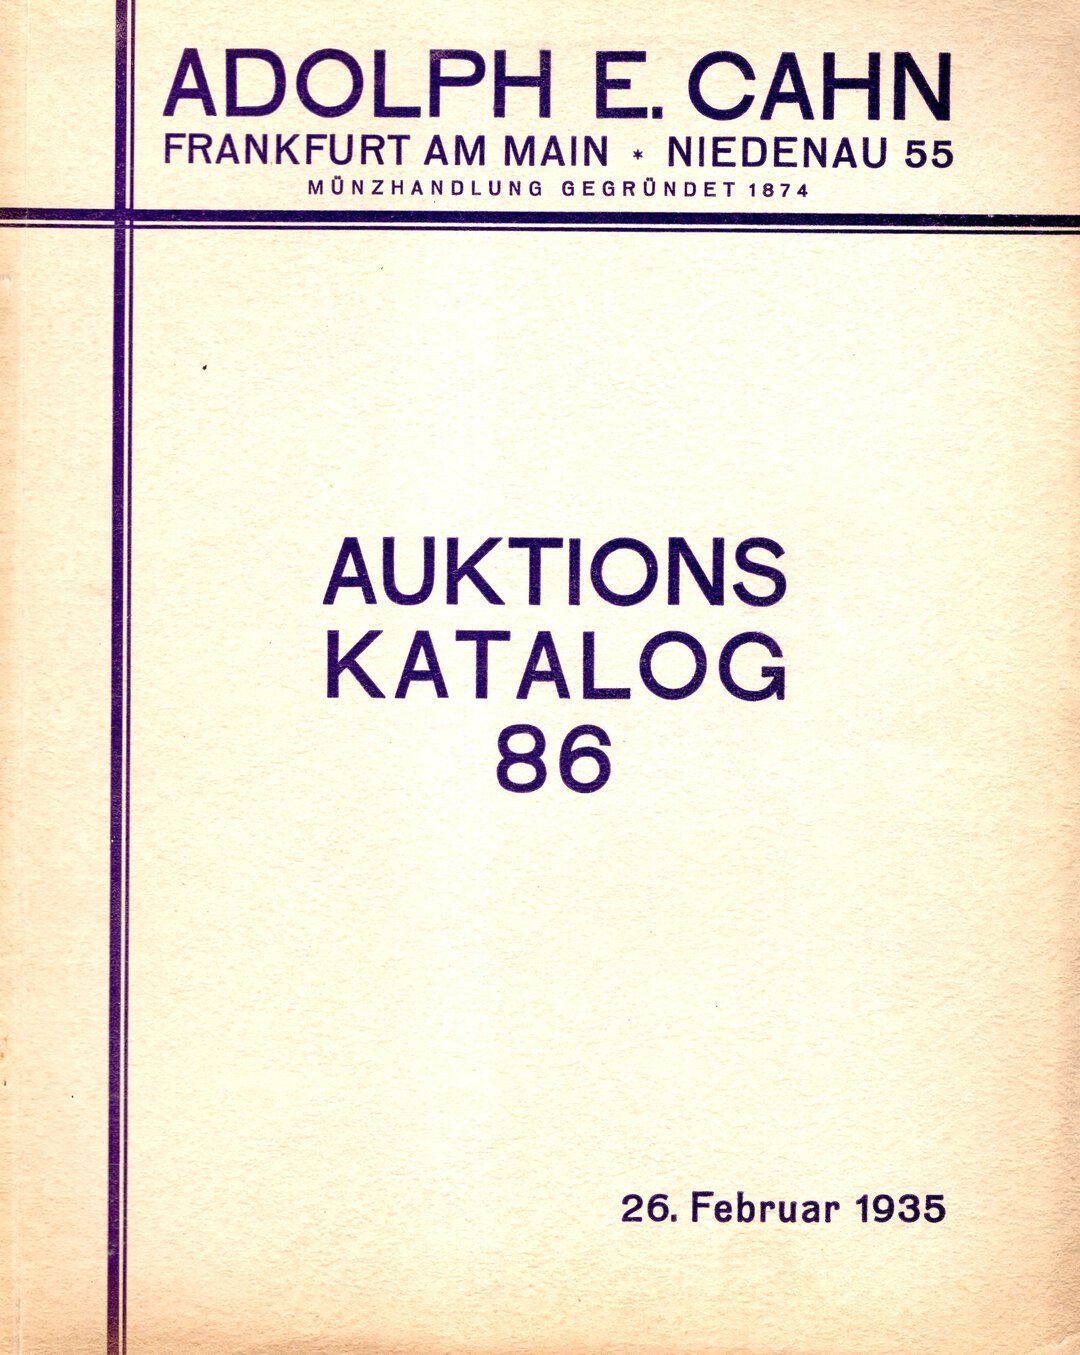 ADOLPH E. CAHN
FRANKFURT AM MAIN * NIEDENAU 55
MÜNZHANDLUNG GEGRÜNDET 1874
AUKTIONS
KATALOG
86
26. Februar 1935